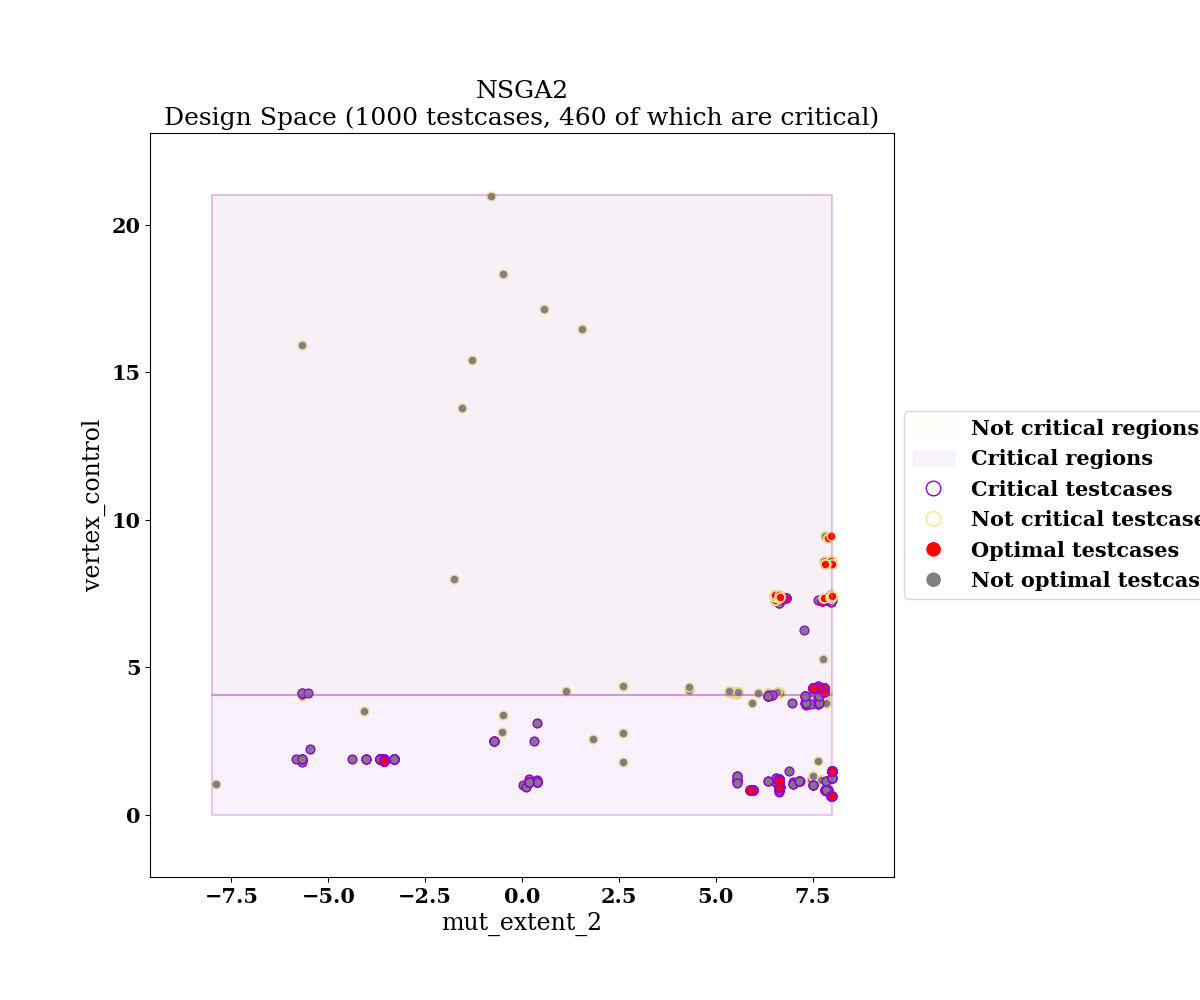 NSGA2
Design Space (1000 testcases, 460 of which are critical)
20
15
10
5
0
vertex_control
−7.5
−5.0
−2.5
0.0
2.5
5.0
7.5
mut_extent_2
Not critical regions
Critical regions
Critical testcases
Not critical testcase
Optimal testcases
Not optimal testcas